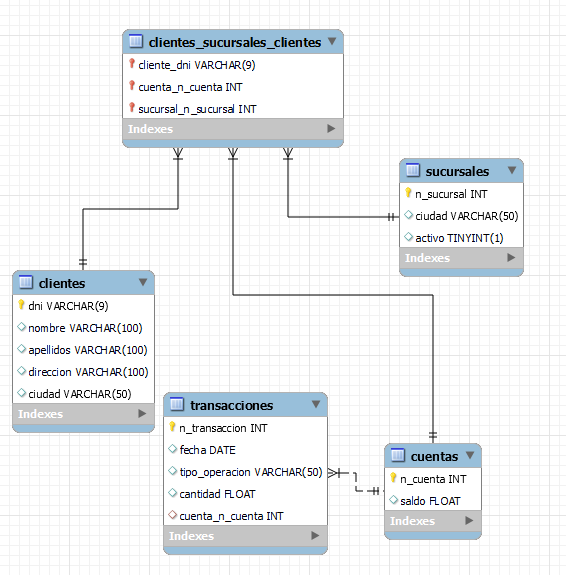 clientes_sucursales_clientes
cliente_dni VARCHAR(9)
cuenta_n_cuenta INT
sucursal_n_sucursal INT
Indexes
sucursales
n_sucursal INT
ciudad VARCHAR(50)
activo TINYINT(1)
Indexes
clientes
dni VARCHAR(9)
nombre VARCHAR(100)
apellidos VARCHAR(100)
direccion VARCHAR(100)
ciudad VARCHAR(50)
Indexes
transacciones
n_transaccion INT
fecha DATE
tipo_operacion VARCHAR(50)
cantidad FLOAT
cuenta_n_cuenta INT
Indexes
cuentas
n_cuenta INT
saldo FLOAT
Indexes